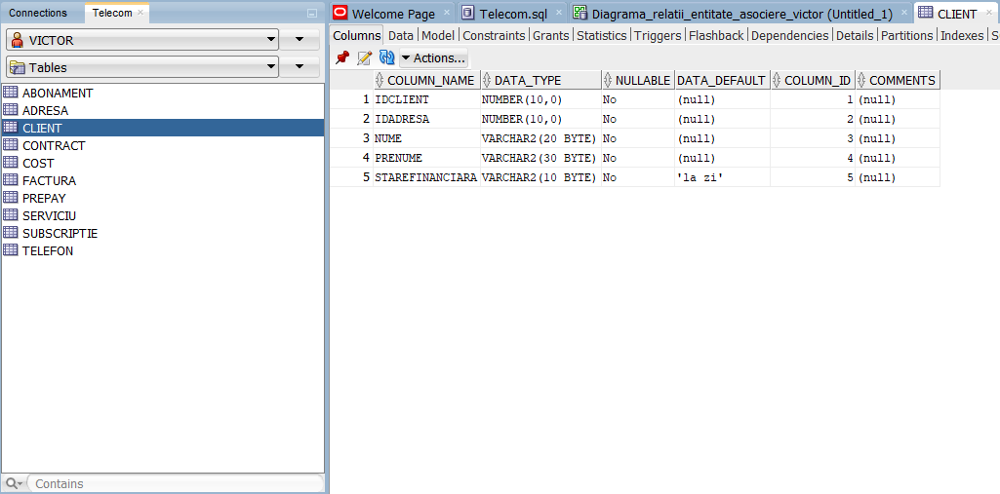 Connections Telecom
VICTOR
Tables
ABONAMENT
ADRESA
CLIENT
CONTRACT
COST
FACTURA
PREPAY
SERVICIU
SUBSCRIPTIE
TELEFON
Contains
Welcome Page Telecom.sql Diagrama_relatii_entitate_asociere_victor (Untitled_1) CLIENT
Columns Data Model Constraints Grants Statistics Triggers Flashback Dependencies Details Partitions Indexes S
Actions...
COLUMN_NAME DATA_TYPE NULLABLE DATA_DEFAULT COLUMN_ID COMMENTS
1 IDCLIENT NUMBER(10,0) No (null) 1 (null)
2 IDADRESA NUMBER(10,0) No (null) 2 (null)
3 NUME VARCHAR2(20 BYTE) No (null) 3 (null)
4 PRENUME VARCHAR2(30 BYTE) No (null) 4 (null)
5 STAREFINANCIARA VARCHAR2(10 BYTE) No 'la zi' 5 (null)